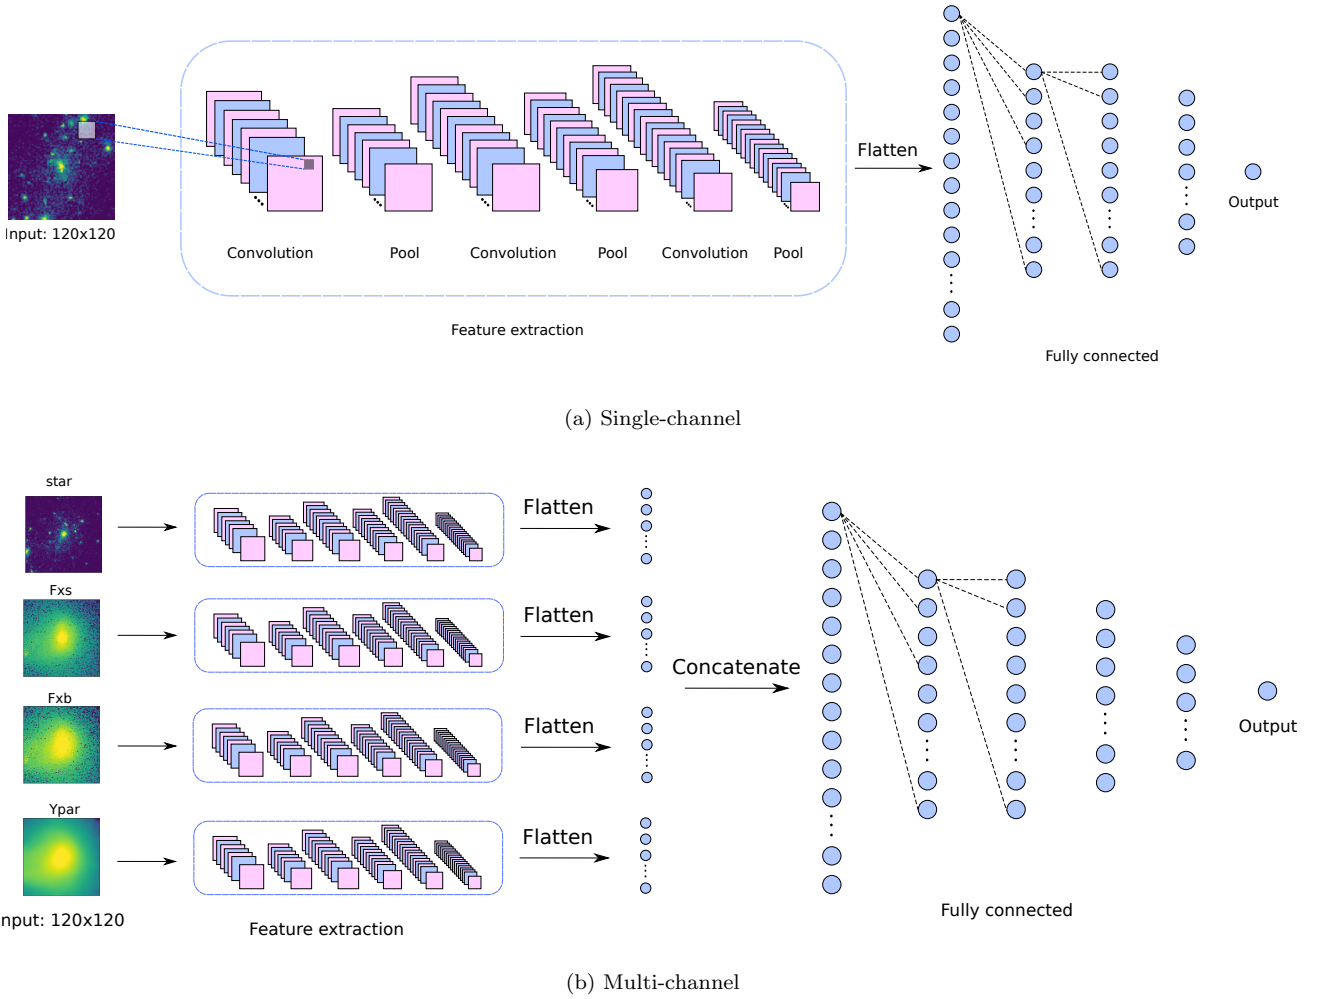 Flatten
Input: 120x120
Output
Convolution Pool Convolution Pool Convolution Pool
Feature extraction
Fully connected
(a) Single-channel
star
Flatten
Fxs
Flatten
Concatenate
Fxb
Flatten
Output
Ypar
Flatten
nput: 120x120
Feature extraction
Fully connected
(b) Multi-channel